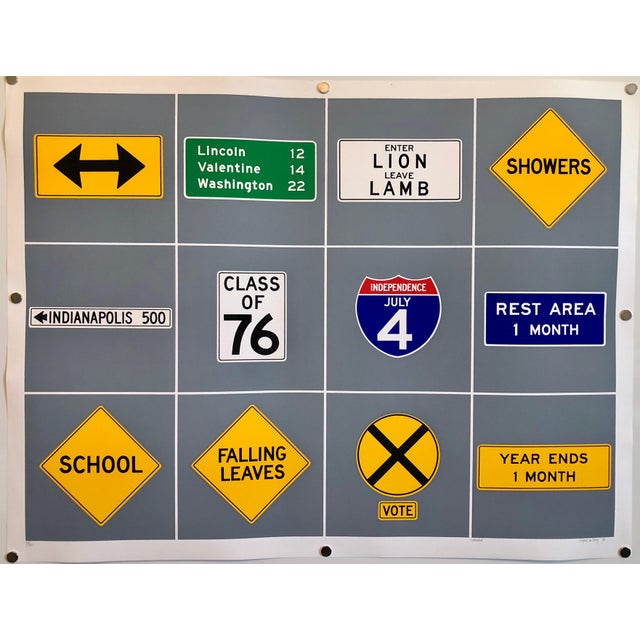 Lincoln 12
Valentine 14
Washington 22
ENTER
LION
LEAVE
LAMB
SHOWERS
INDIANAPOLIS 500
CLASS
OF
76
INDEPENDENCE
JULY
4
REST AREA
1 MONTH
SCHOOL
FALLING
LEAVES
VOTE
YEAR ENDS
1 MONTH